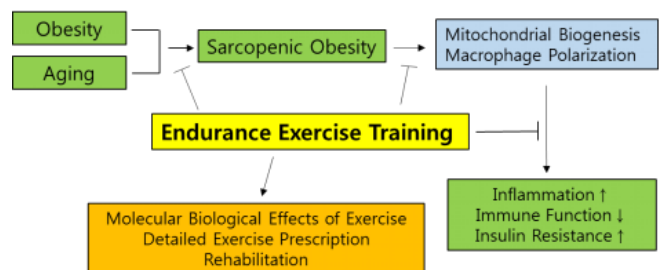 Obesity
Aging
Sarcopenic Obesity
Mitochondrial Biogenesis
Macrophage Polarization
Endurance Exercise Training
Molecular Biological Effects of Exercise
Detailed Exercise Prescription
Rehabilitation
Inflammation ↑
Immune Function ↓
Insulin Resistance ↑